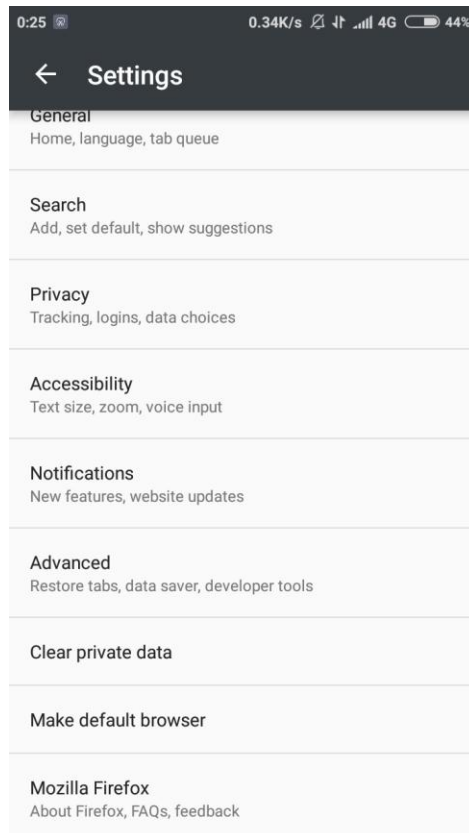 0:25 0.34K/s 4G 44%
Settings
General
Home, language, tab queue
Search
Add, set default, show suggestions
Privacy
Tracking, logins, data choices
Accessibility
Text size, zoom, voice input
Notifications
New features, website updates
Advanced
Restore tabs, data saver, developer tools
Clear private data
Make default browser
Mozilla Firefox
About Firefox, FAQs, feedback